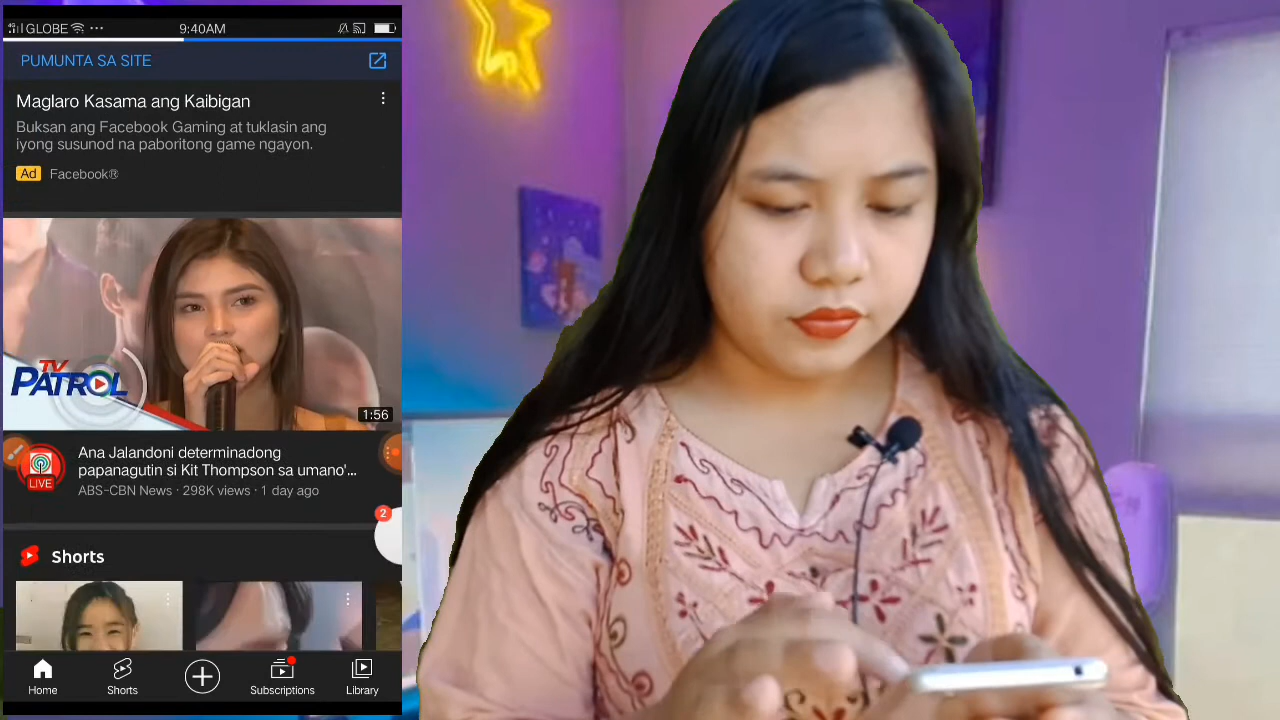 GLOBE 9:40AM
PUMUNTA SA SITE
Maglaro Kasama ang Kaibigan
Buksan ang Facebook Gaming at tuklasin ang
iyong susunod na paboritong game ngayon.
Ad Facebook®
TV
PATROL
1:56
Ana Jalandoni determinadong
papanagutin si Kit Thompson sa umano'...
LIVE
ABS-CBN News · 298K views · 1 day ago
2
Shorts
Home Shorts Subscriptions Library